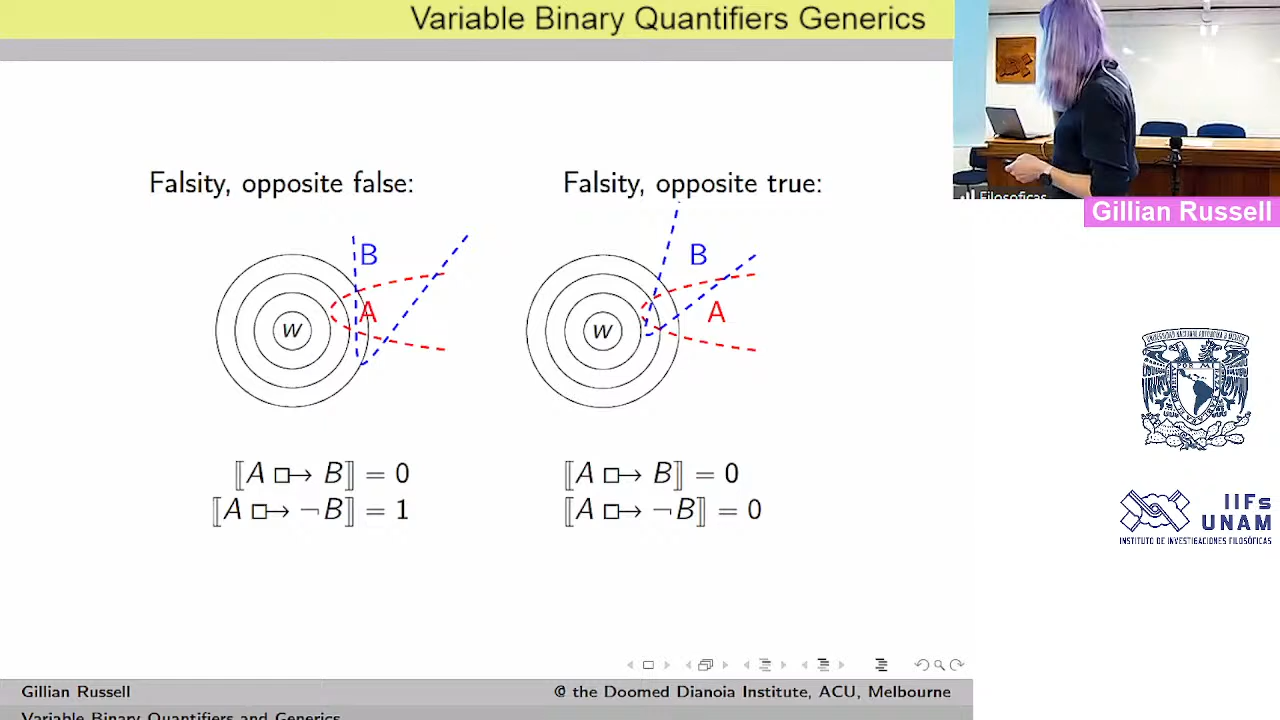 Variable Binary Quantifiers Generics
Filosoficas
Gillian Russell
Falsity, opposite false:
Falsity, opposite true:
B
A
w
B
A
w
⟦A □→ B⟧ = 0
⟦A □→ ¬B⟧ = 1
⟦A □→ B⟧ = 0
⟦A □→ ¬B⟧ = 0
IIFs
UNAM
INSTITUTO DE INVESTIGACIONES FILOSÓFICAS
Gillian Russell
© the Doomed Dianoia Institute, ACU, Melbourne
Variable Binary Quantifiers and Generics